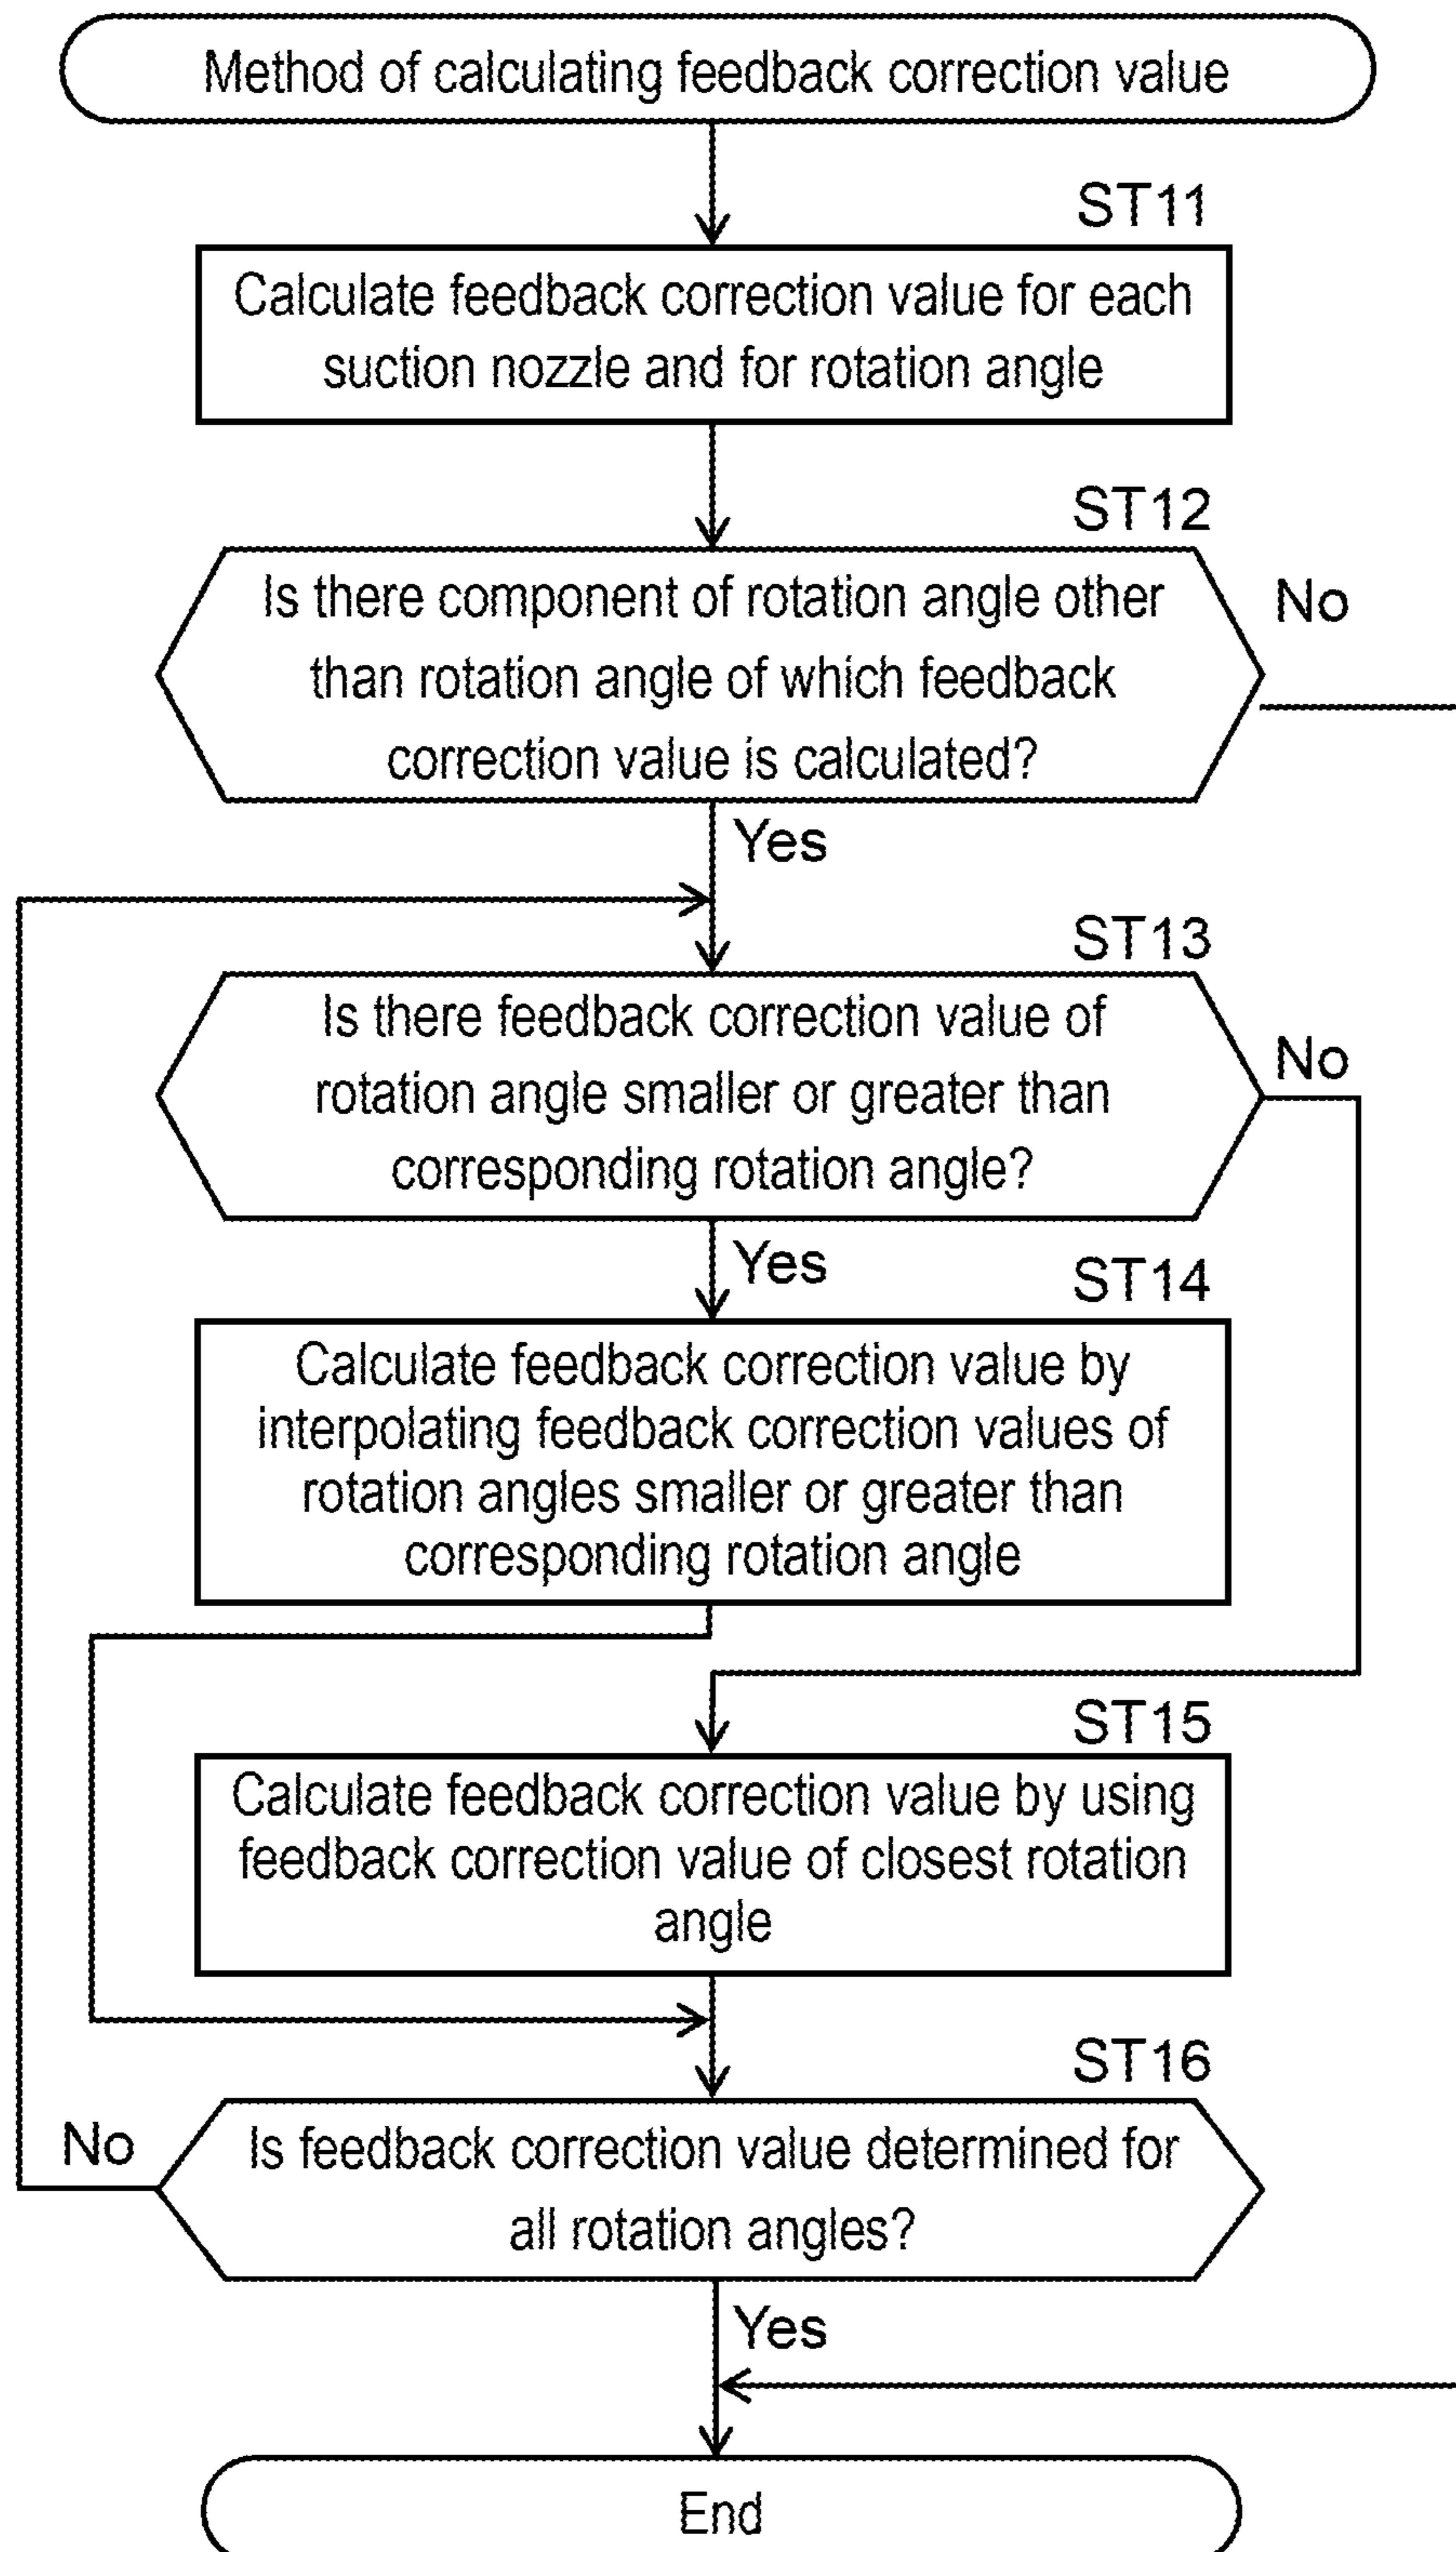 Method of calculating feedback correction value
ST11
Calculate feedback correction value for each
suction nozzle and for rotation angle
ST12
Is there component of rotation angle other
than rotation angle of which feedback
correction value is calculated?
No
Yes
ST13
Is there feedback correction value of
rotation angle smaller or greater than
corresponding rotation angle?
No
Yes
ST14
Calculate feedback correction value by
interpolating feedback correction values of
rotation angles smaller or greater than
corresponding rotation angle
ST15
Calculate feedback correction value by using
feedback correction value of closest rotation
angle
ST16
No
Is feedback correction value determined for
all rotation angles?
Yes
End